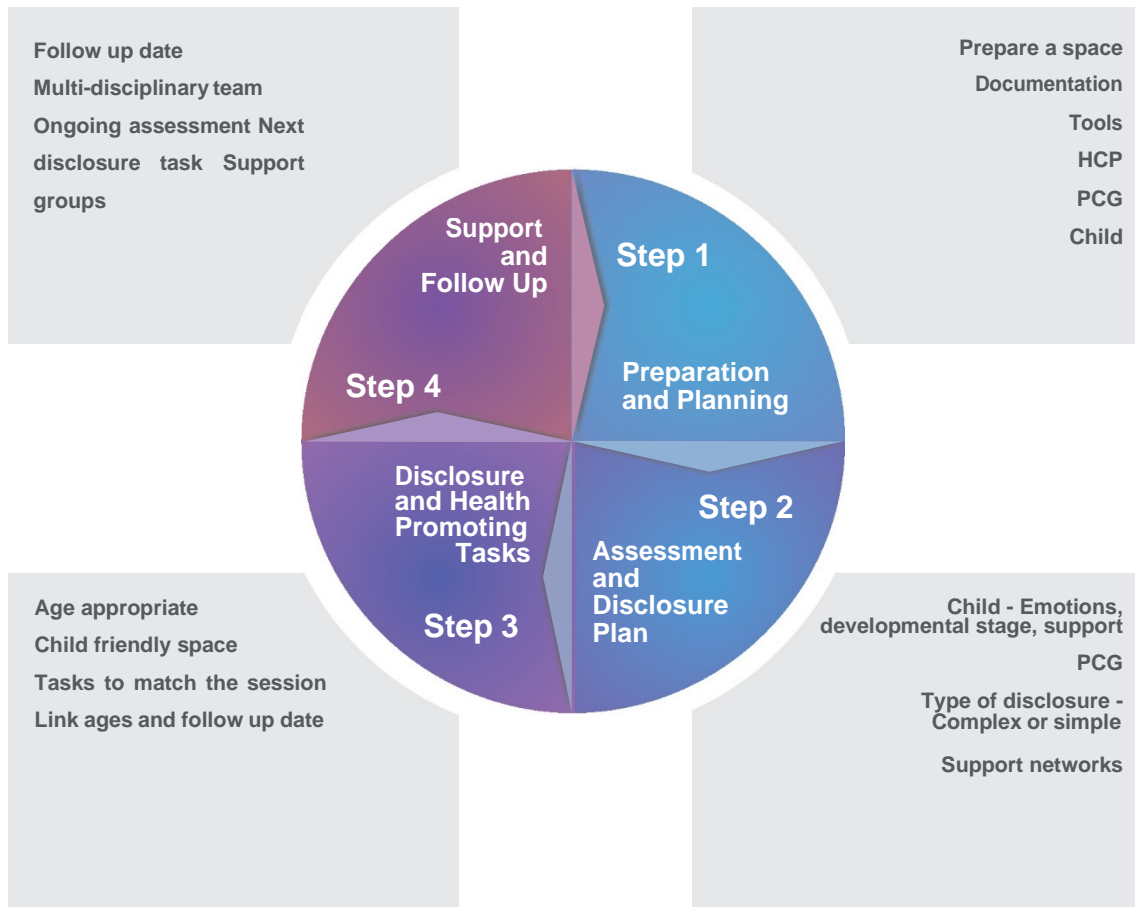 Follow up date
Multi-disciplinary team
Ongoing assessment Next
disclosure task Support
groups
Prepare a space
Documentation
Tools
HCP
PCG
Child
Support
and
Follow Up
Step 4
Step 1
Preparation
and Planning
Step 2
Assessment
and
Disclosure
Plan
Disclosure
and Health
Promoting
Tasks
Step 3
Age appropriate
Child friendly space
Tasks to match the session
Link ages and follow up date
Child - Emotions,
developmental stage, support
PCG
Type of disclosure -
Complex or simple
Support networks